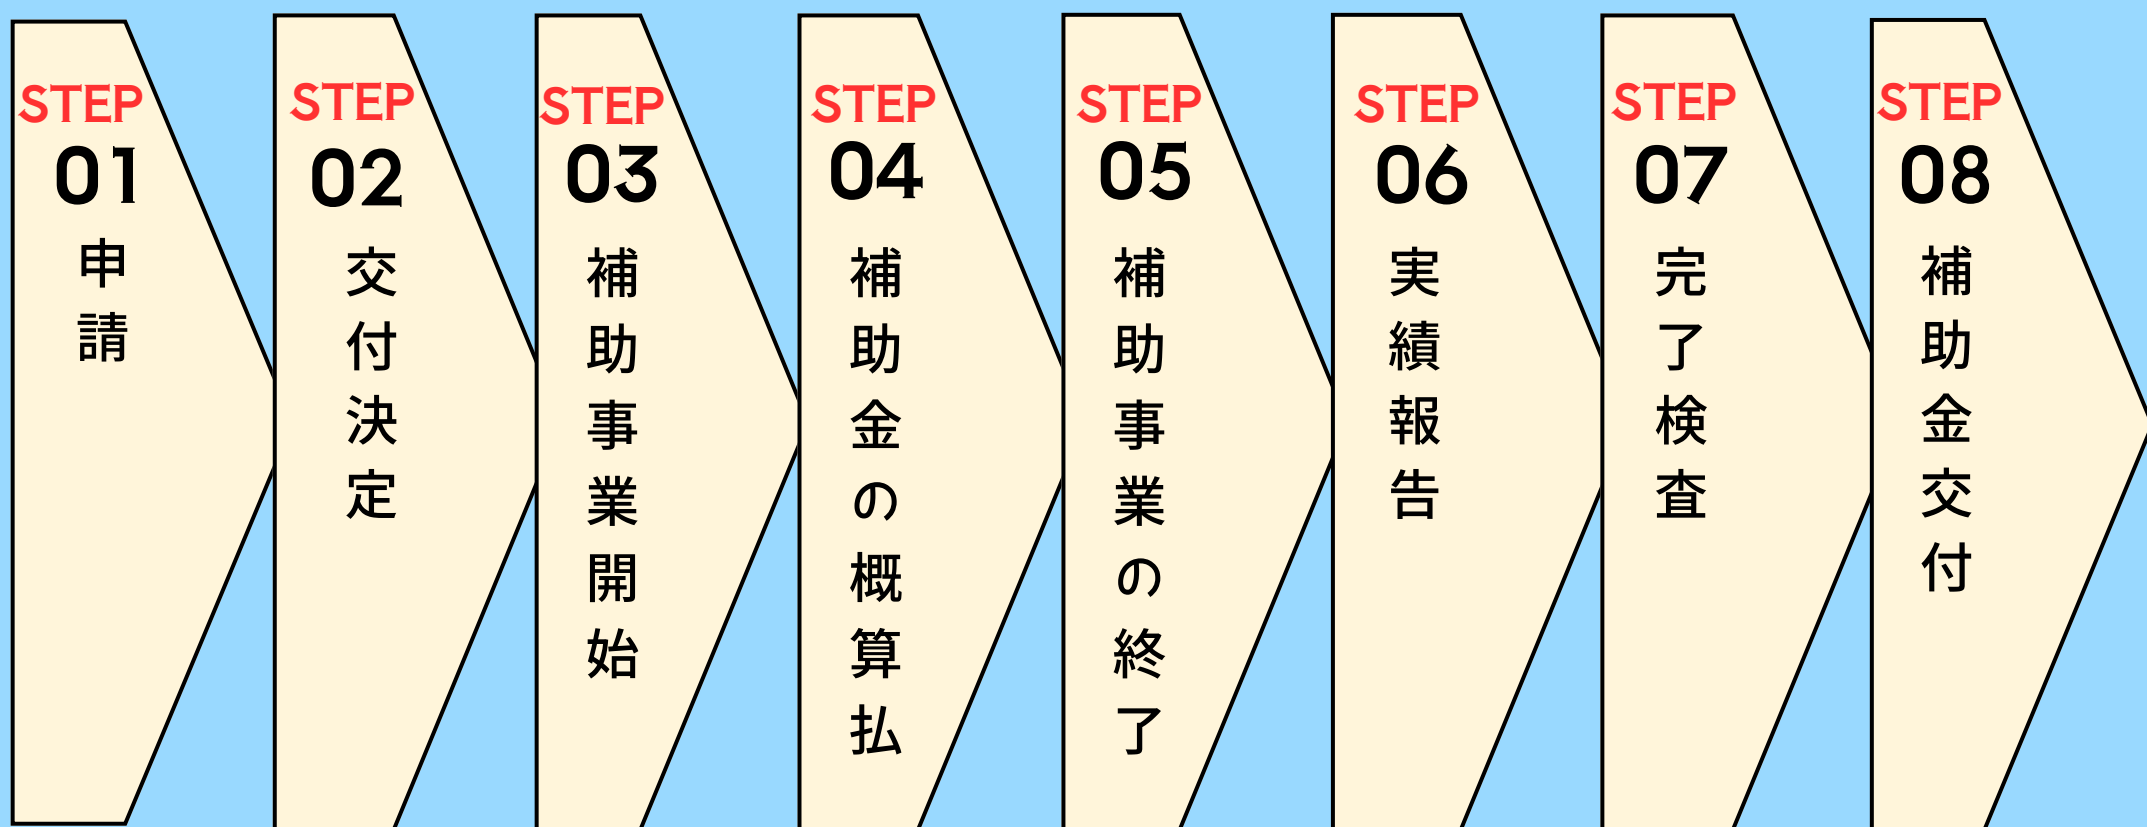 STEP
01
申請
STEP
02
交付決定
STEP
03
補助事業開始
STEP
04
補助金の概算払
STEP
05
補助事業の終了
STEP
06
実績報告
STEP
07
完了検査
STEP
08
補助金交付